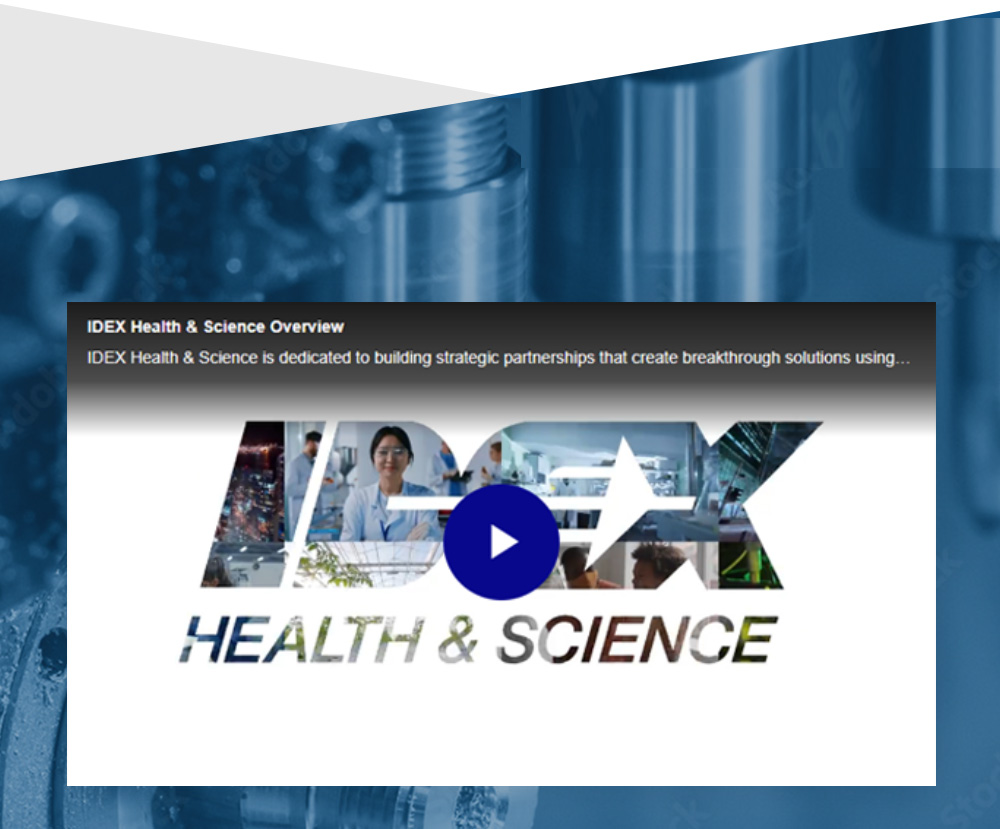 IDEX Health & Science Overview
IDEX Health & Science is dedicated to building strategic partnerships that create breakthrough solutions using...
IDEX
HEALTH & SCIENCE